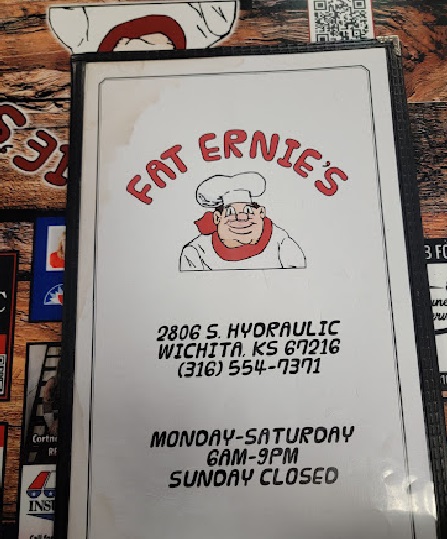 FAT ERNIE'S
2806 S. HYDRAULIC
WICHITA, KS 67216
(316) 554-7371
MONDAY-SATURDAY
6AM-9PM
SUNDAY CLOSED